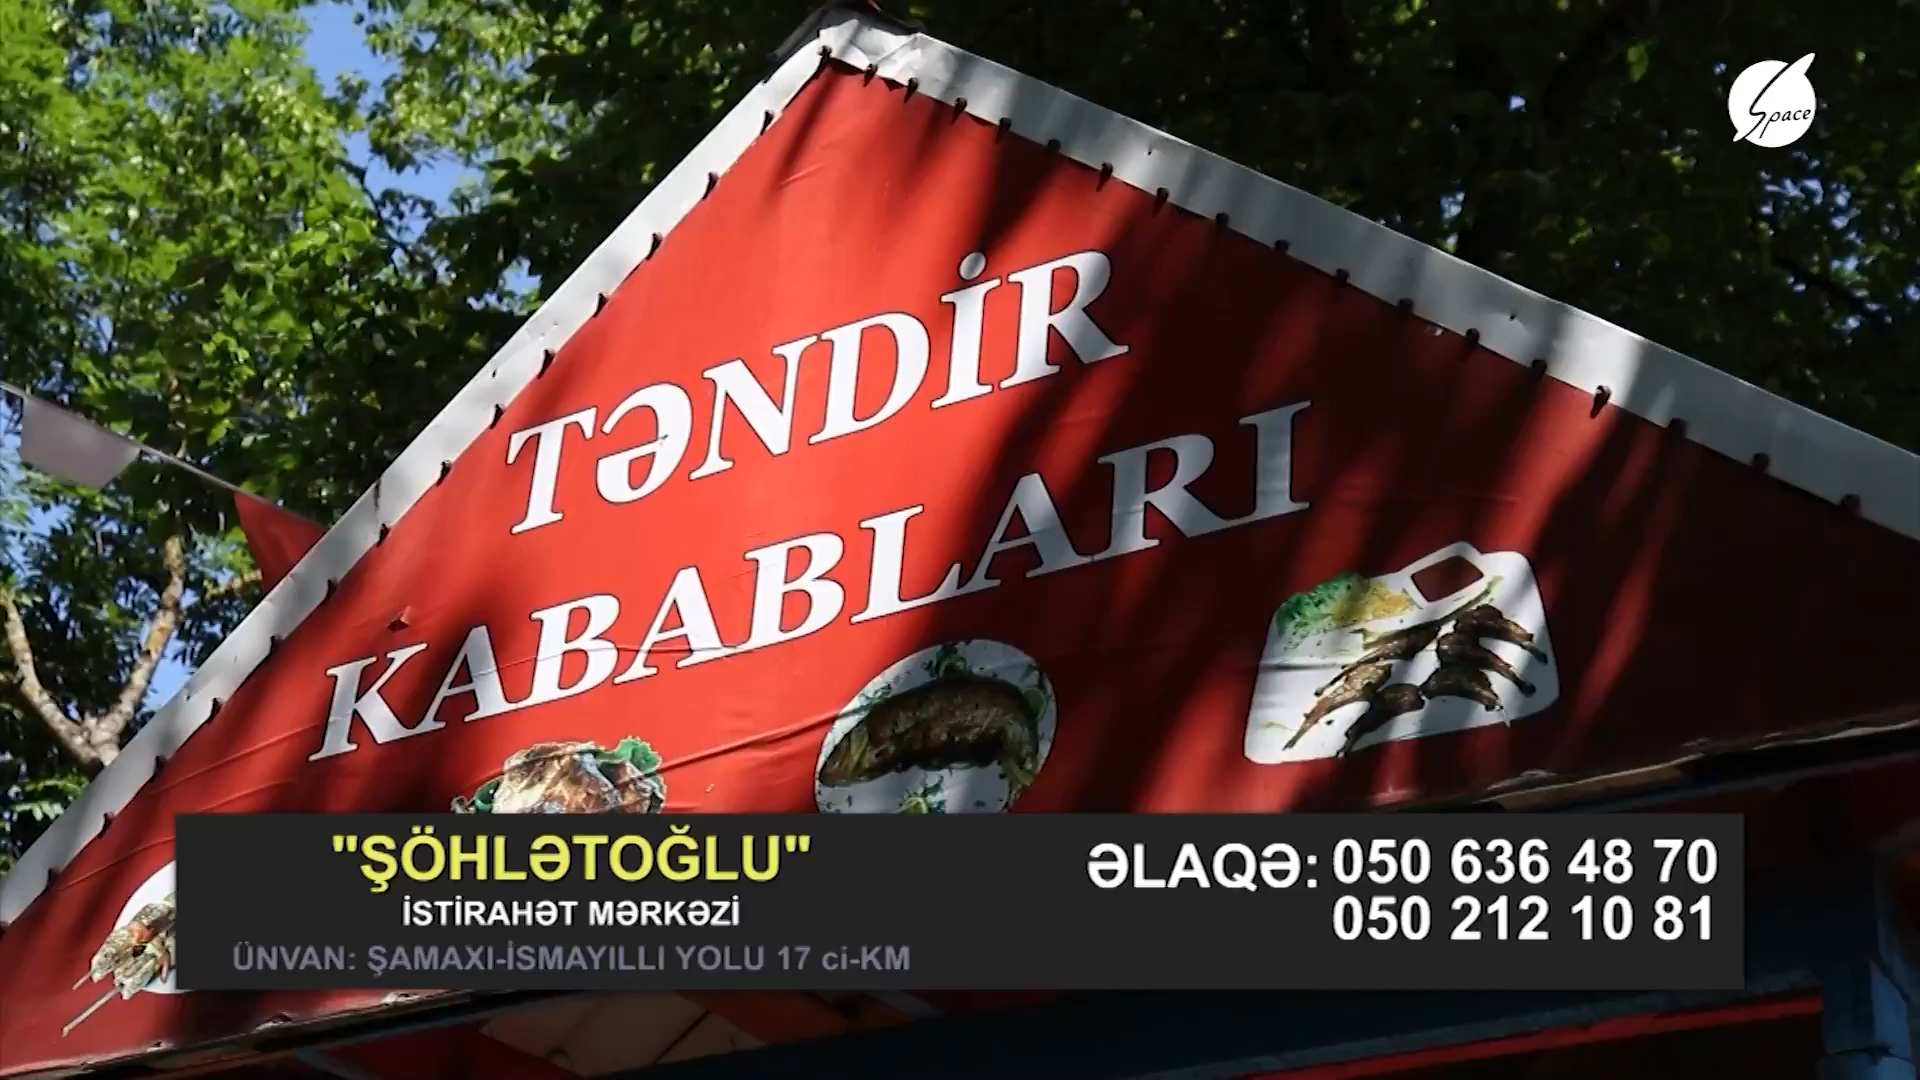 Space
TƏNDİR
KABABLARI
"ŞÖHLƏTOĞLU"
İSTİRAHƏT MƏRKƏZİ
ÜNVAN: ŞAMAXI-İSMAYILLI YOLU 17 ci-KM
ƏLAQƏ: 050 636 48 70
050 212 10 81